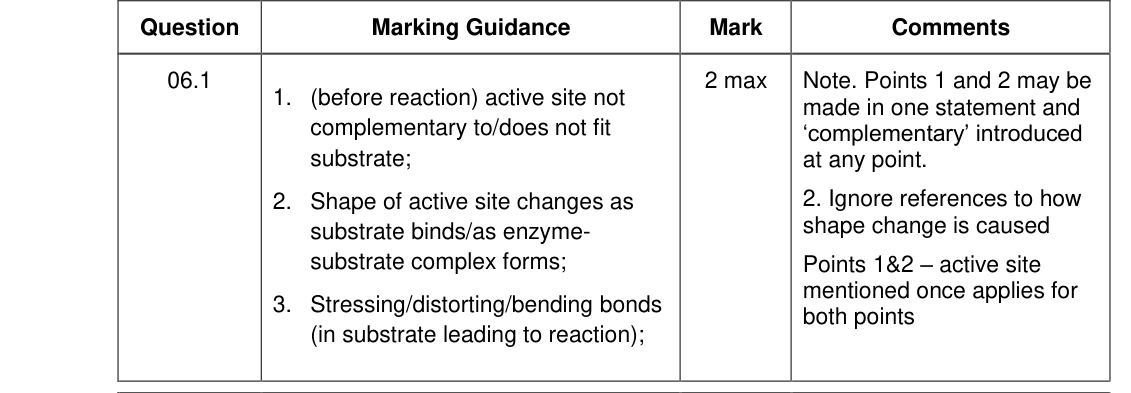 Question Marking Guidance Mark Comments
06.1
1. (before reaction) active site not
complementary to/does not fit
substrate;
2. Shape of active site changes as
substrate binds/as enzyme-
substrate complex forms;
3. Stressing/distorting/bending bonds
(in substrate leading to reaction);
2 max
Note. Points 1 and 2 may be
made in one statement and
‘complementary’ introduced
at any point.
2. Ignore references to how
shape change is caused
Points 1&2 – active site
mentioned once applies for
both points